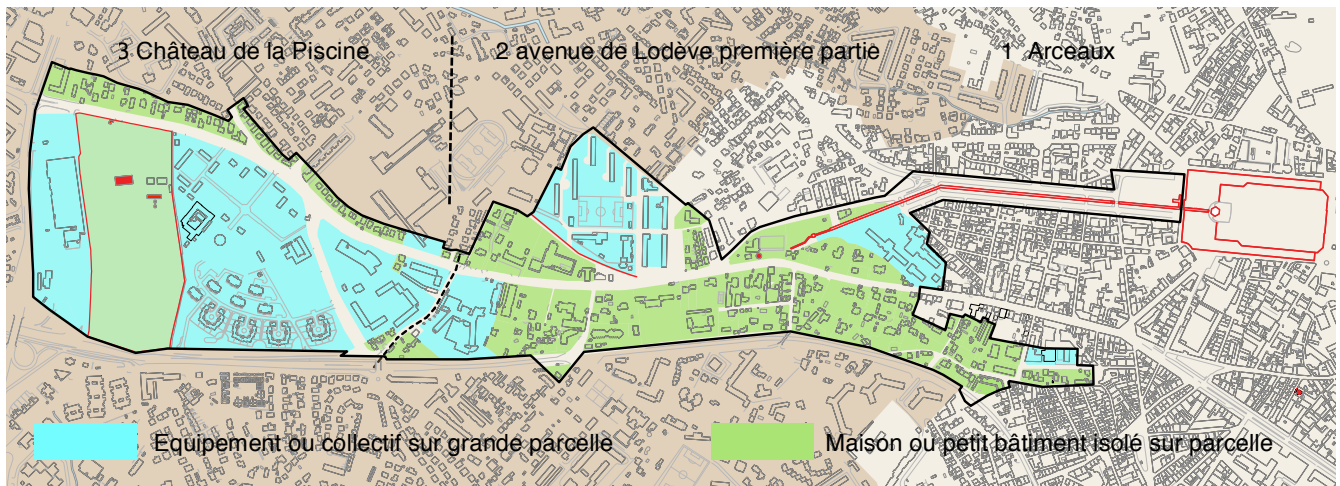 3 Château de la Piscine
2 avenue de Lodève première partie
1 Arceaux
Equipement ou collectif sur grande parcelle
Maison ou petit bâtiment isolé sur parcelle